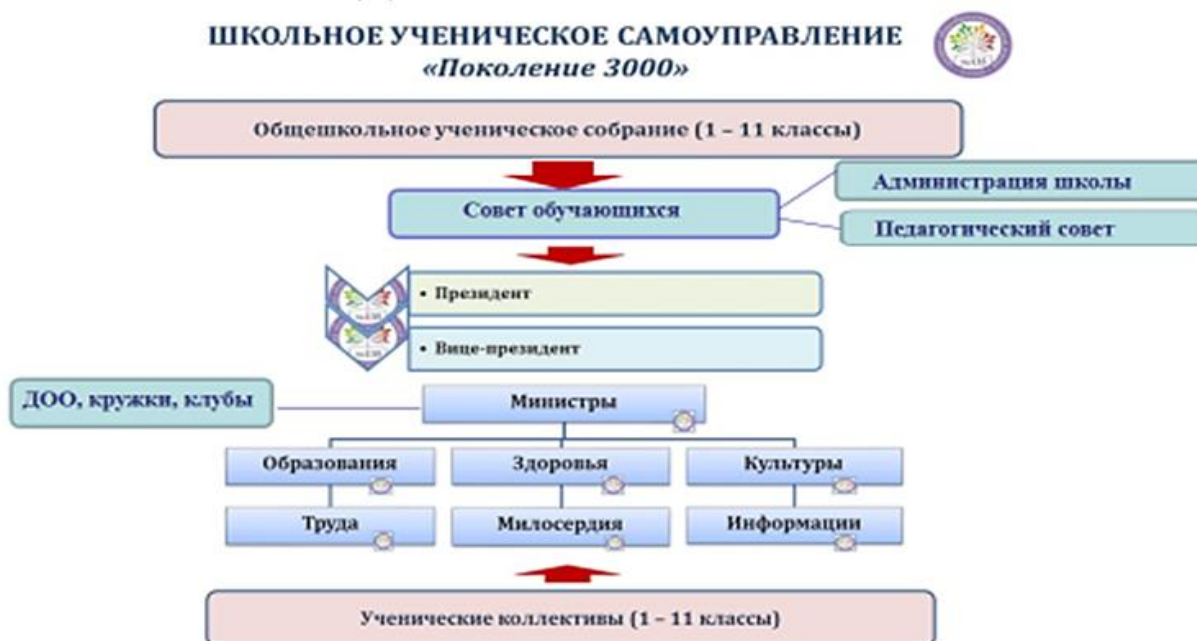 ШКОЛЬНОЕ УЧЕНИЧЕСКОЕ САМОУПРАВЛЕНИЕ
«Поколение 3000»
Общешкольное ученическое собрание (1 – 11 классы)
Совет обучающихся
Администрация школы
Педагогический совет
• Президент
• Вице-президент
ДОО, кружки, клубы
Министры
Образования
Здоровья
Культуры
Труда
Милосердия
Информации
Ученические коллективы (1 – 11 классы)